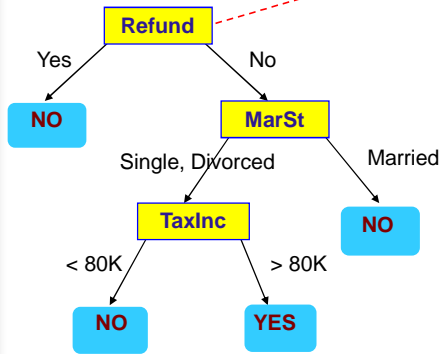 Refund
Yes
No
NO
MarSt
Single, Divorced
Married
TaxInc
NO
< 80K
> 80K
NO
YES